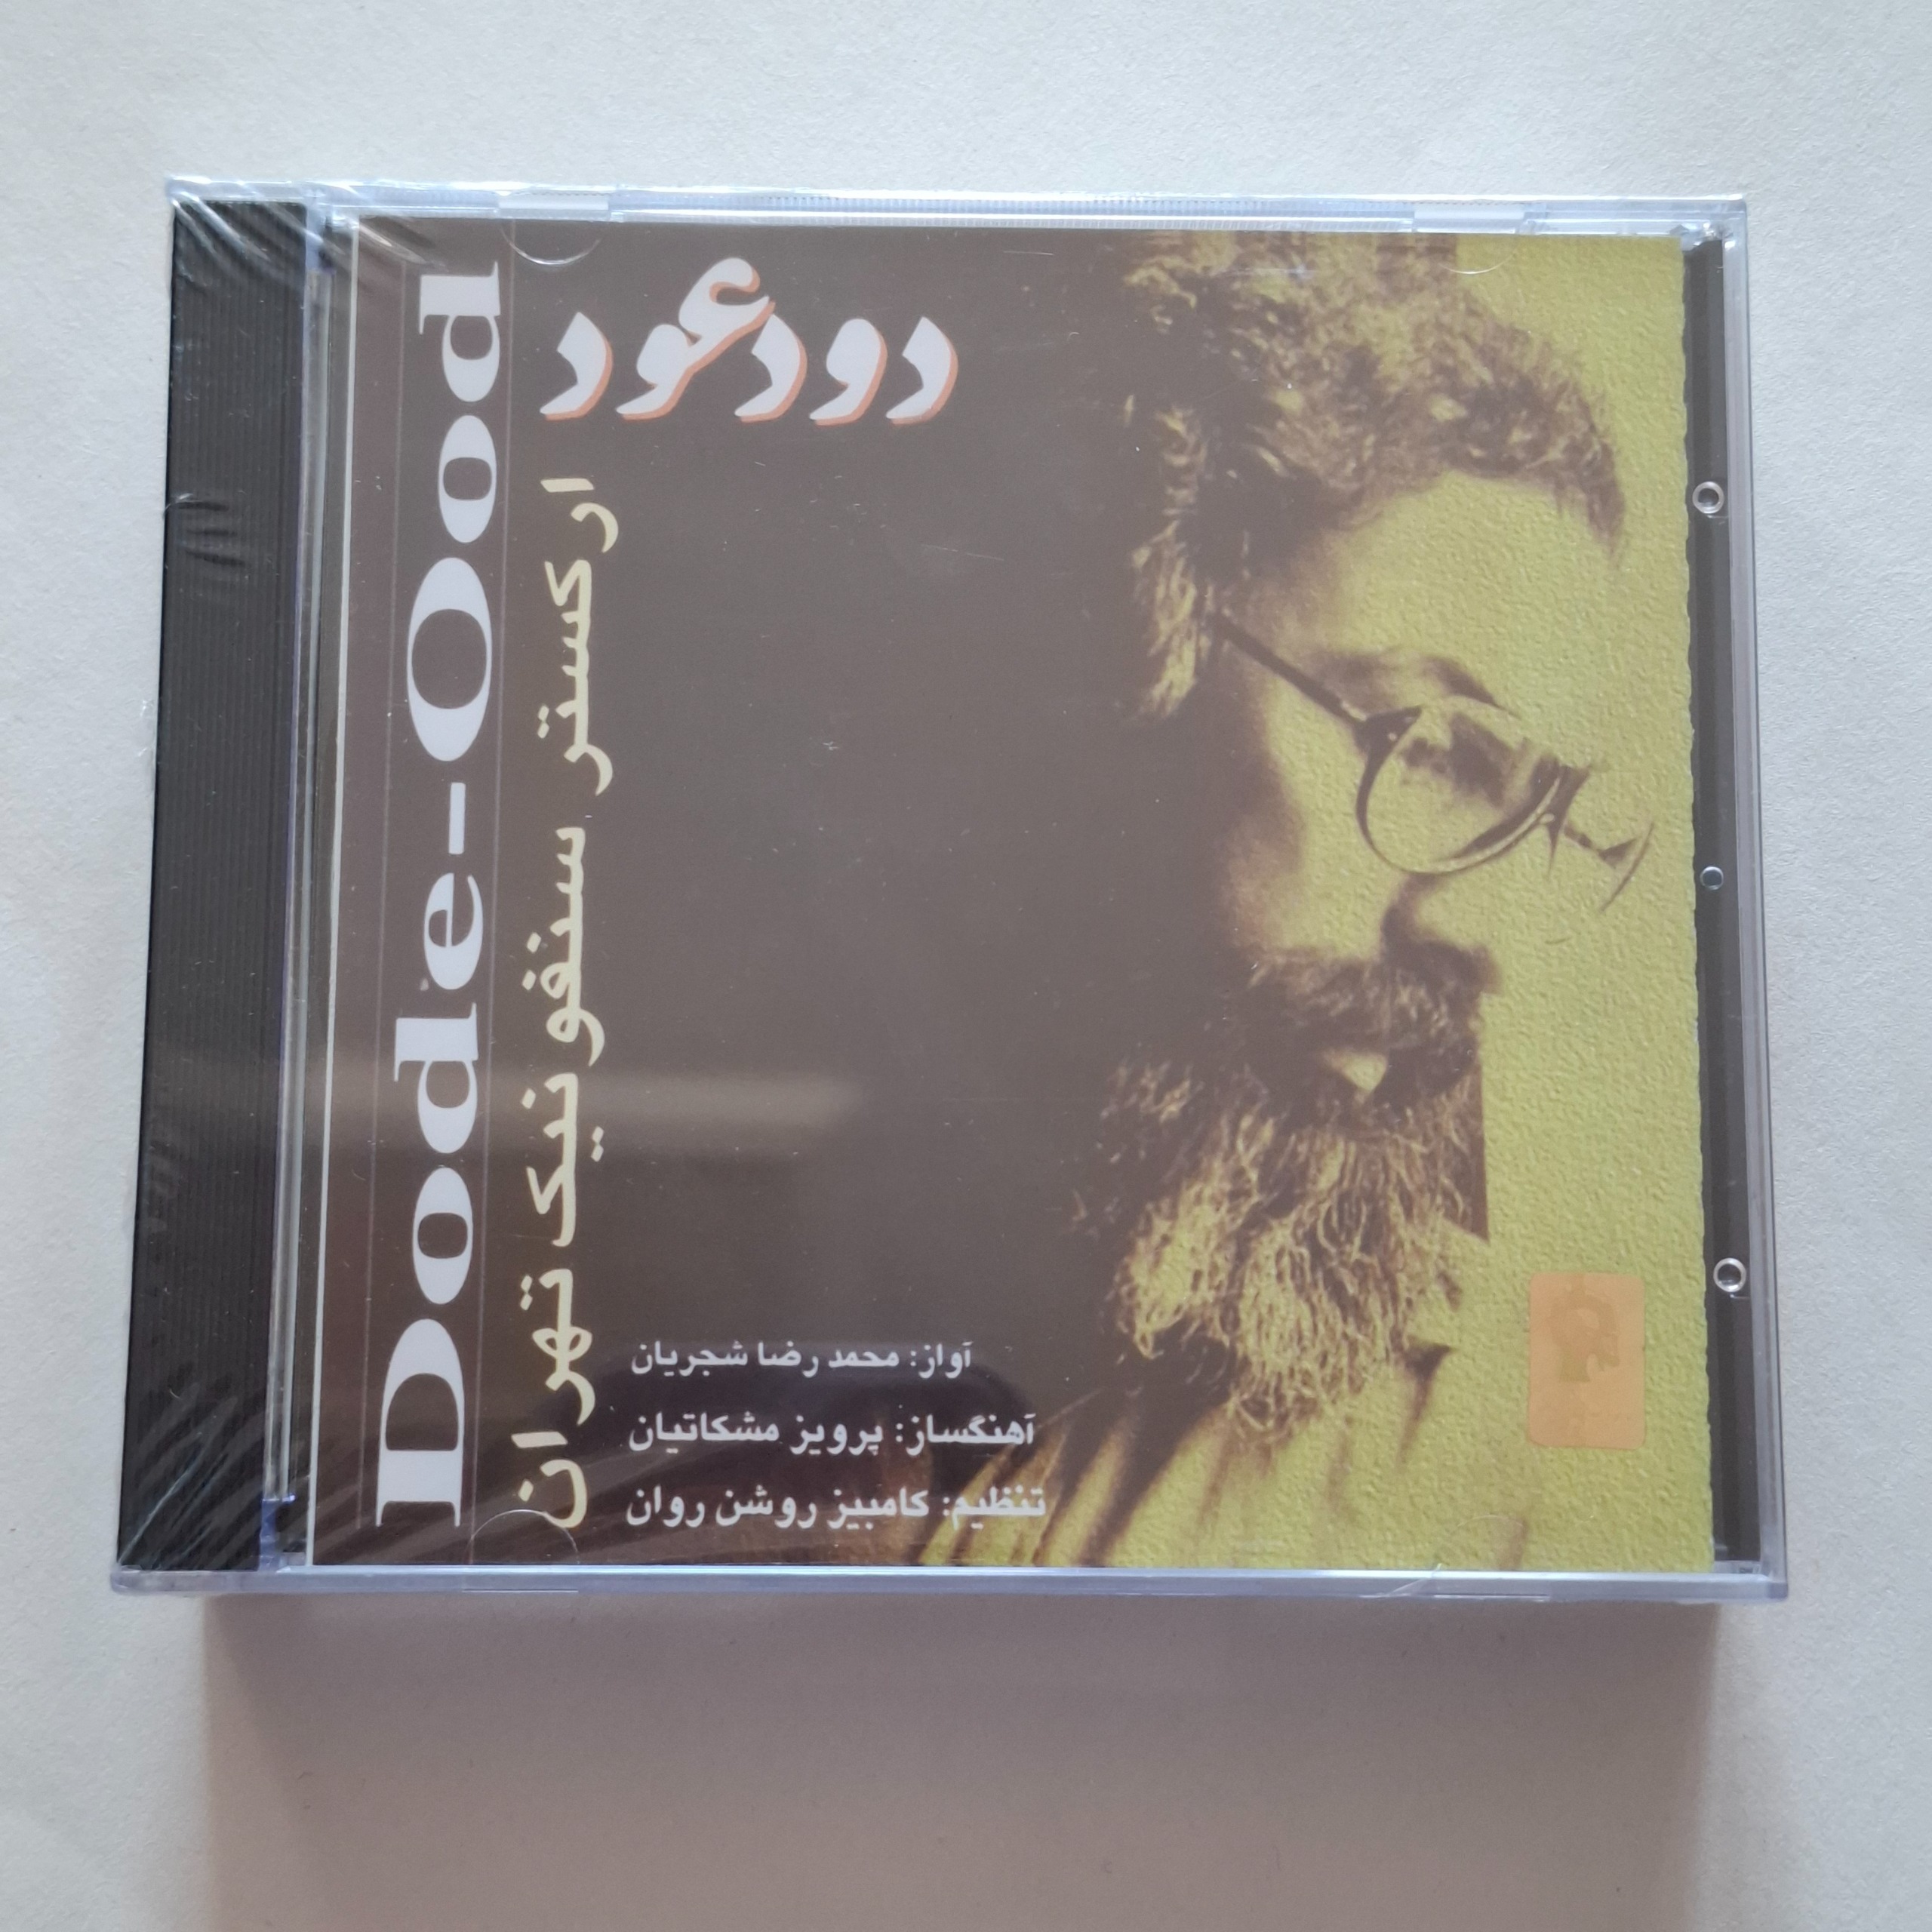 دود عود
Dode-Ood
ارکستر سنفونیک تهران
آواز: محمد رضا شجریان
آهنگساز: پرویز مشکاتیان
تنظیم: کامبیز روشن روان